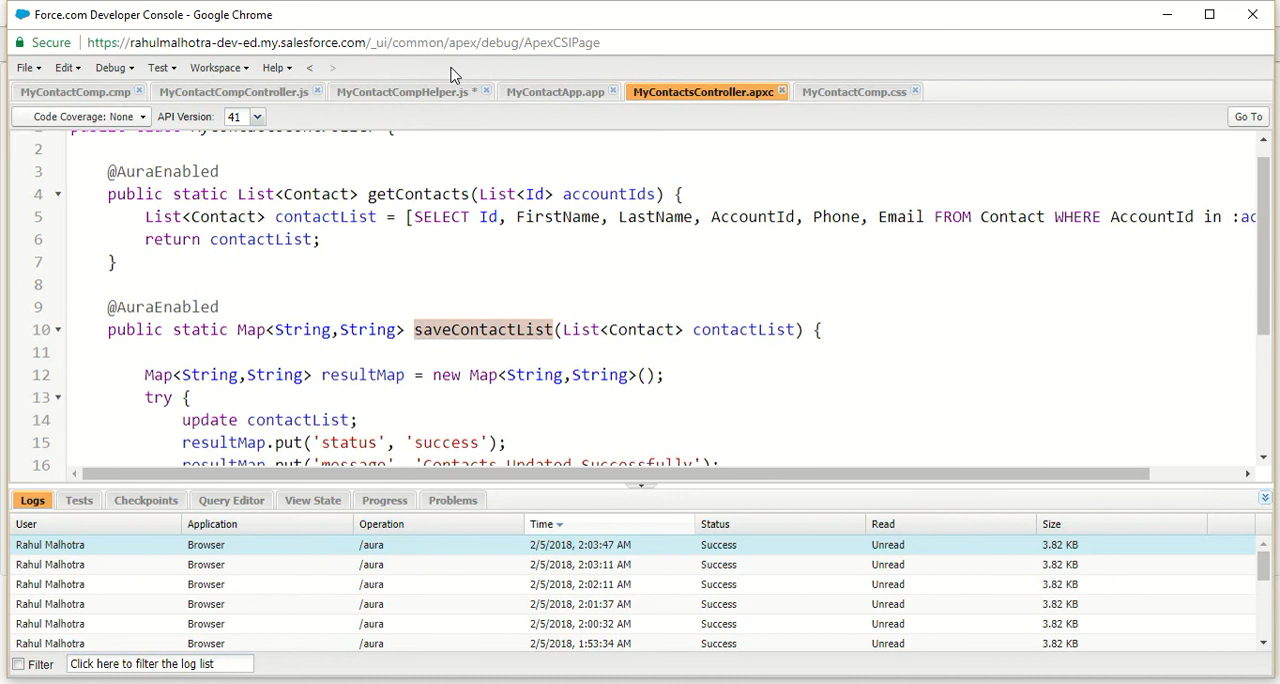 Force.com Developer Console - Google Chrome
Secure https://rahulmalhotra-dev-ed.my.salesforce.com/_ui/common/apex/debug/ApexCSIPage
File Edit Debug Test Workspace Help < >
MyContactComp.cmp MyContactCompController.js MyContactCompHelper.js * MyContactApp.app MyContactsController.apxc MyContactComp.css
Code Coverage: None API Version: 41 Go To
2
3 @AuraEnabled
4 public static List<Contact> getContacts(List<Id> accountIds) {
5 List<Contact> contactList = [SELECT Id, FirstName, LastName, AccountId, Phone, Email FROM Contact WHERE AccountId in :ac
6 return contactList;
7 }
8
9 @AuraEnabled
10 public static Map<String,String> saveContactList(List<Contact> contactList) {
11
12 Map<String,String> resultMap = new Map<String,String>();
13 try {
14 update contactList;
15 resultMap.put('status', 'success');
16 resultMap.put('message', 'Contacts Updated Successfully');
Logs Tests Checkpoints Query Editor View State Progress Problems
User Application Operation Time Status Read Size
Rahul Malhotra Browser /aura 2/5/2018, 2:03:47 AM Success Unread 3.82 KB
Rahul Malhotra Browser /aura 2/5/2018, 2:03:11 AM Success Unread 3.82 KB
Rahul Malhotra Browser /aura 2/5/2018, 2:02:11 AM Success Unread 3.82 KB
Rahul Malhotra Browser /aura 2/5/2018, 2:01:37 AM Success Unread 3.82 KB
Rahul Malhotra Browser /aura 2/5/2018, 2:00:32 AM Success Unread 3.82 KB
Rahul Malhotra Browser /aura 2/5/2018, 1:53:34 AM Success Unread 3.82 KB
Filter Click here to filter the log list